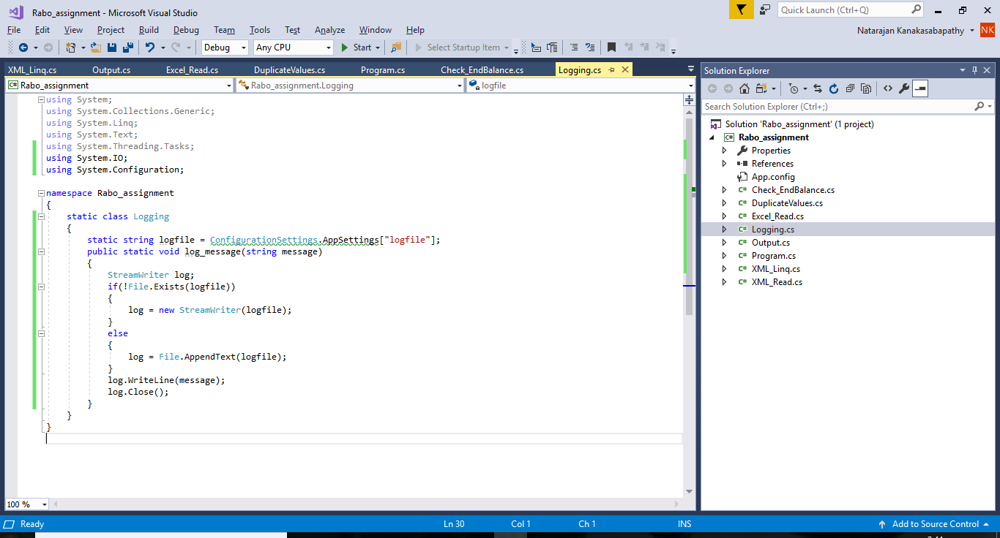 Rabo_assignment - Microsoft Visual Studio
Quick Launch (Ctrl+Q)
File Edit View Project Build Debug Team Tools Test Analyze Window Help
Natarajan Kanakasabapathy NK
Debug Any CPU Start Select Startup Item
XML_Linq.cs Output.cs Excel_Read.cs DuplicateValues.cs Program.cs Check_EndBalance.cs Logging.cs
C# Rabo_assignment Rabo_assignment.Logging logfile
using System;
using System.Collections.Generic;
using System.Linq;
using System.Text;
using System.Threading.Tasks;
using System.IO;
using System.Configuration;
namespace Rabo_assignment
{
static class Logging
{
static string logfile = ConfigurationSettings.AppSettings["logfile"];
public static void log_message(string message)
{
StreamWriter log;
if(!File.Exists(logfile))
{
log = new StreamWriter(logfile);
}
else
{
log = File.AppendText(logfile);
}
log.WriteLine(message);
log.Close();
}
}
}
100 %
Solution Explorer
Search Solution Explorer (Ctrl+;)
Solution 'Rabo_assignment' (1 project)
C# Rabo_assignment
Properties
References
App.config
C# Check_EndBalance.cs
C# DuplicateValues.cs
C# Excel_Read.cs
C# Logging.cs
C# Output.cs
C# Program.cs
C# XML_Linq.cs
C# XML_Read.cs
Ready Ln 30 Col 1 Ch 1 INS Add to Source Control